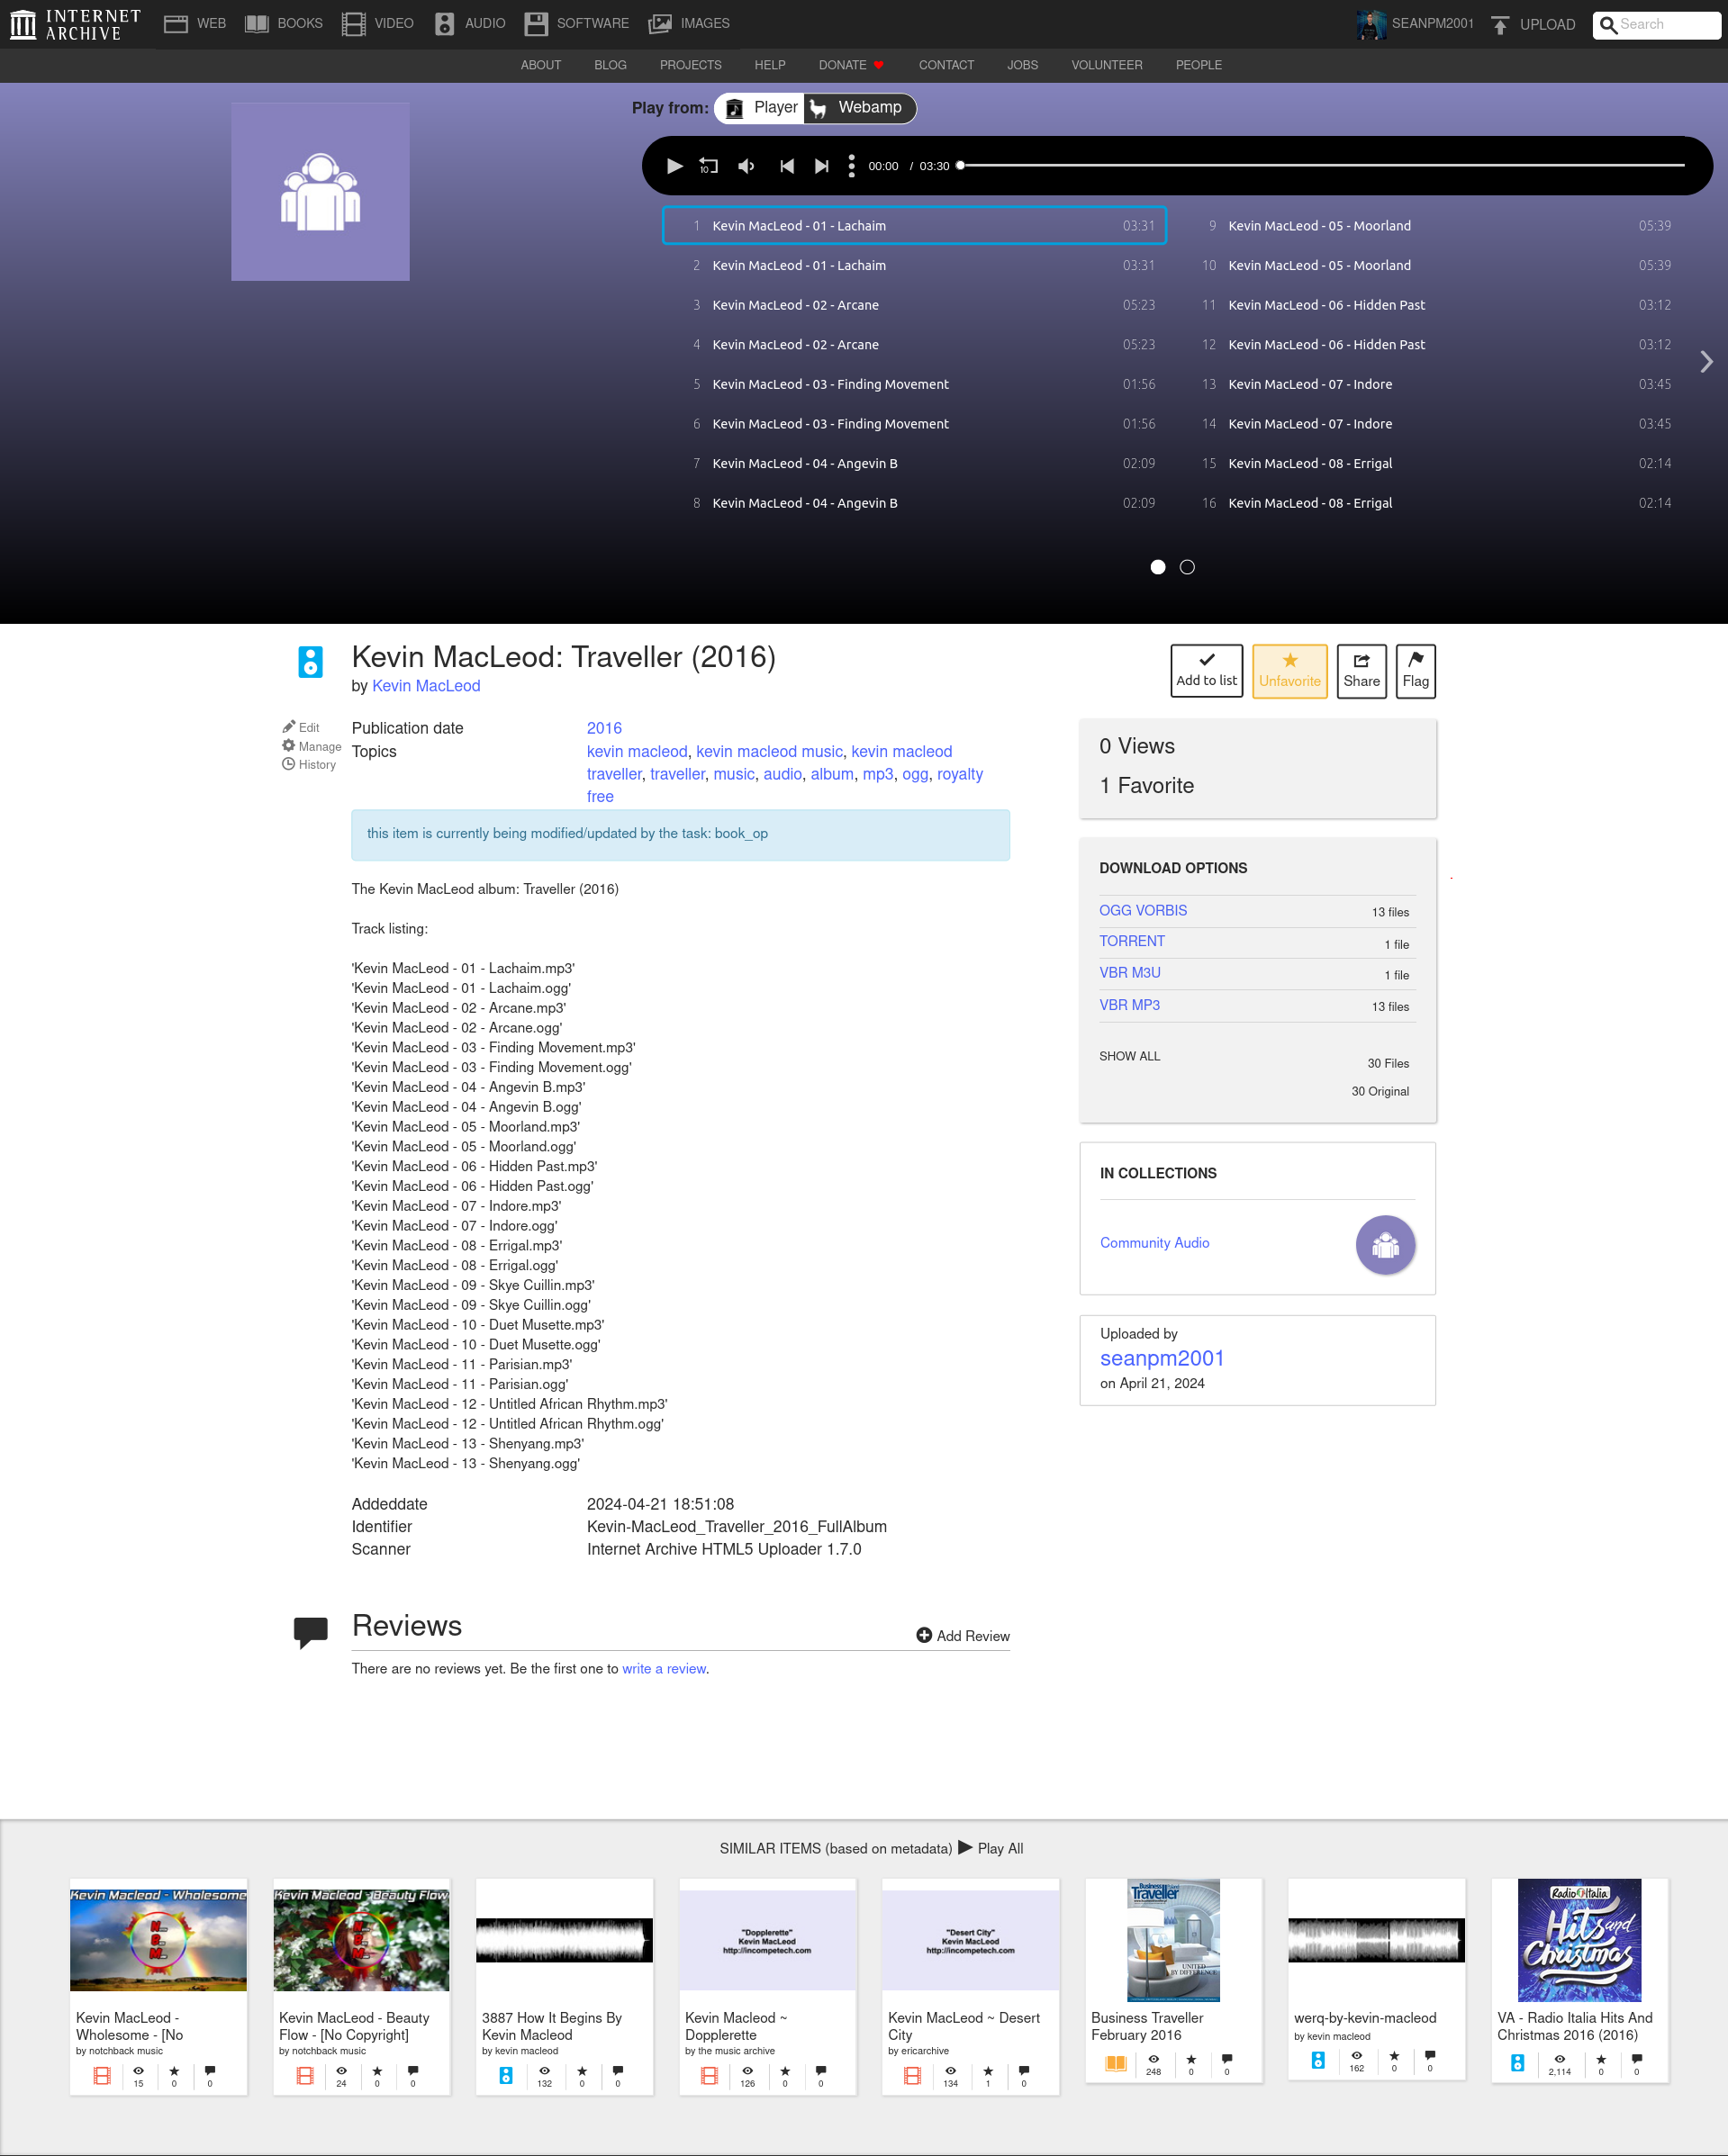 INTERNET ARCHIVE
WEB BOOKS VIDEO AUDIO SOFTWARE IMAGES SEANPM2001 UPLOAD Search
ABOUT BLOG PROJECTS HELP DONATE CONTACT JOBS VOLUNTEER PEOPLE
Play from: Player Webamp
10 00:00 / 03:30
1 Kevin MacLeod - 01 - Lachaim 03:31
2 Kevin MacLeod - 01 - Lachaim 03:31
3 Kevin MacLeod - 02 - Arcane 05:23
4 Kevin MacLeod - 02 - Arcane 05:23
5 Kevin MacLeod - 03 - Finding Movement 01:56
6 Kevin MacLeod - 03 - Finding Movement 01:56
7 Kevin MacLeod - 04 - Angevin B 02:09
8 Kevin MacLeod - 04 - Angevin B 02:09
9 Kevin MacLeod - 05 - Moorland 05:39
10 Kevin MacLeod - 05 - Moorland 05:39
11 Kevin MacLeod - 06 - Hidden Past 03:12
12 Kevin MacLeod - 06 - Hidden Past 03:12
13 Kevin MacLeod - 07 - Indore 03:45
14 Kevin MacLeod - 07 - Indore 03:45
15 Kevin MacLeod - 08 - Errigal 02:14
16 Kevin MacLeod - 08 - Errigal 02:14
Kevin MacLeod: Traveller (2016)
by Kevin MacLeod
Add to list Unfavorite Share Flag
Edit
Manage
History
Publication date 2016
Topics kevin macleod, kevin macleod music, kevin macleod
traveller, traveller, music, audio, album, mp3, ogg, royalty
free
this item is currently being modified/updated by the task: book_op
The Kevin MacLeod album: Traveller (2016)
Track listing:
'Kevin MacLeod - 01 - Lachaim.mp3'
'Kevin MacLeod - 01 - Lachaim.ogg'
'Kevin MacLeod - 02 - Arcane.mp3'
'Kevin MacLeod - 02 - Arcane.ogg'
'Kevin MacLeod - 03 - Finding Movement.mp3'
'Kevin MacLeod - 03 - Finding Movement.ogg'
'Kevin MacLeod - 04 - Angevin B.mp3'
'Kevin MacLeod - 04 - Angevin B.ogg'
'Kevin MacLeod - 05 - Moorland.mp3'
'Kevin MacLeod - 05 - Moorland.ogg'
'Kevin MacLeod - 06 - Hidden Past.mp3'
'Kevin MacLeod - 06 - Hidden Past.ogg'
'Kevin MacLeod - 07 - Indore.mp3'
'Kevin MacLeod - 07 - Indore.ogg'
'Kevin MacLeod - 08 - Errigal.mp3'
'Kevin MacLeod - 08 - Errigal.ogg'
'Kevin MacLeod - 09 - Skye Cuillin.mp3'
'Kevin MacLeod - 09 - Skye Cuillin.ogg'
'Kevin MacLeod - 10 - Duet Musette.mp3'
'Kevin MacLeod - 10 - Duet Musette.ogg'
'Kevin MacLeod - 11 - Parisian.mp3'
'Kevin MacLeod - 11 - Parisian.ogg'
'Kevin MacLeod - 12 - Untitled African Rhythm.mp3'
'Kevin MacLeod - 12 - Untitled African Rhythm.ogg'
'Kevin MacLeod - 13 - Shenyang.mp3'
'Kevin MacLeod - 13 - Shenyang.ogg'
Addeddate 2024-04-21 18:51:08
Identifier Kevin-MacLeod_Traveller_2016_FullAlbum
Scanner Internet Archive HTML5 Uploader 1.7.0
0 Views
1 Favorite
DOWNLOAD OPTIONS
OGG VORBIS 13 files
TORRENT 1 file
VBR M3U 1 file
VBR MP3 13 files
SHOW ALL 30 Files
30 Original
IN COLLECTIONS
Community Audio
Uploaded by
seanpm2001
on April 21, 2024
Reviews
Add Review
There are no reviews yet. Be the first one to write a review.
SIMILAR ITEMS (based on metadata) Play All
Kevin Macleod - Wholesome
Kevin MacLeod -
Wholesome - [No
by notchback music
15 0 0
Kevin Macleod - Beauty Flow
Kevin MacLeod - Beauty
Flow - [No Copyright]
by notchback music
24 0 0
3887 How It Begins By
Kevin Macleod
by kevin macleod
132 0 0
"Dopplerette"
Kevin MacLeod
http://incompetech.com
Kevin Macleod ~
Dopplerette
by the music archive
126 0 0
"Desert City"
Kevin MacLeod
http://incompetech.com
Kevin MacLeod ~ Desert
City
by ericarchive
134 1 0
Business Traveller
UNITED
BY DIFFERENCE
Business Traveller
February 2016
248 0 0
werq-by-kevin-macleod
by kevin macleod
162 0 0
Radio Italia
Hits and
Christmas
VA - Radio Italia Hits And
Christmas 2016 (2016)
2,114 0 0